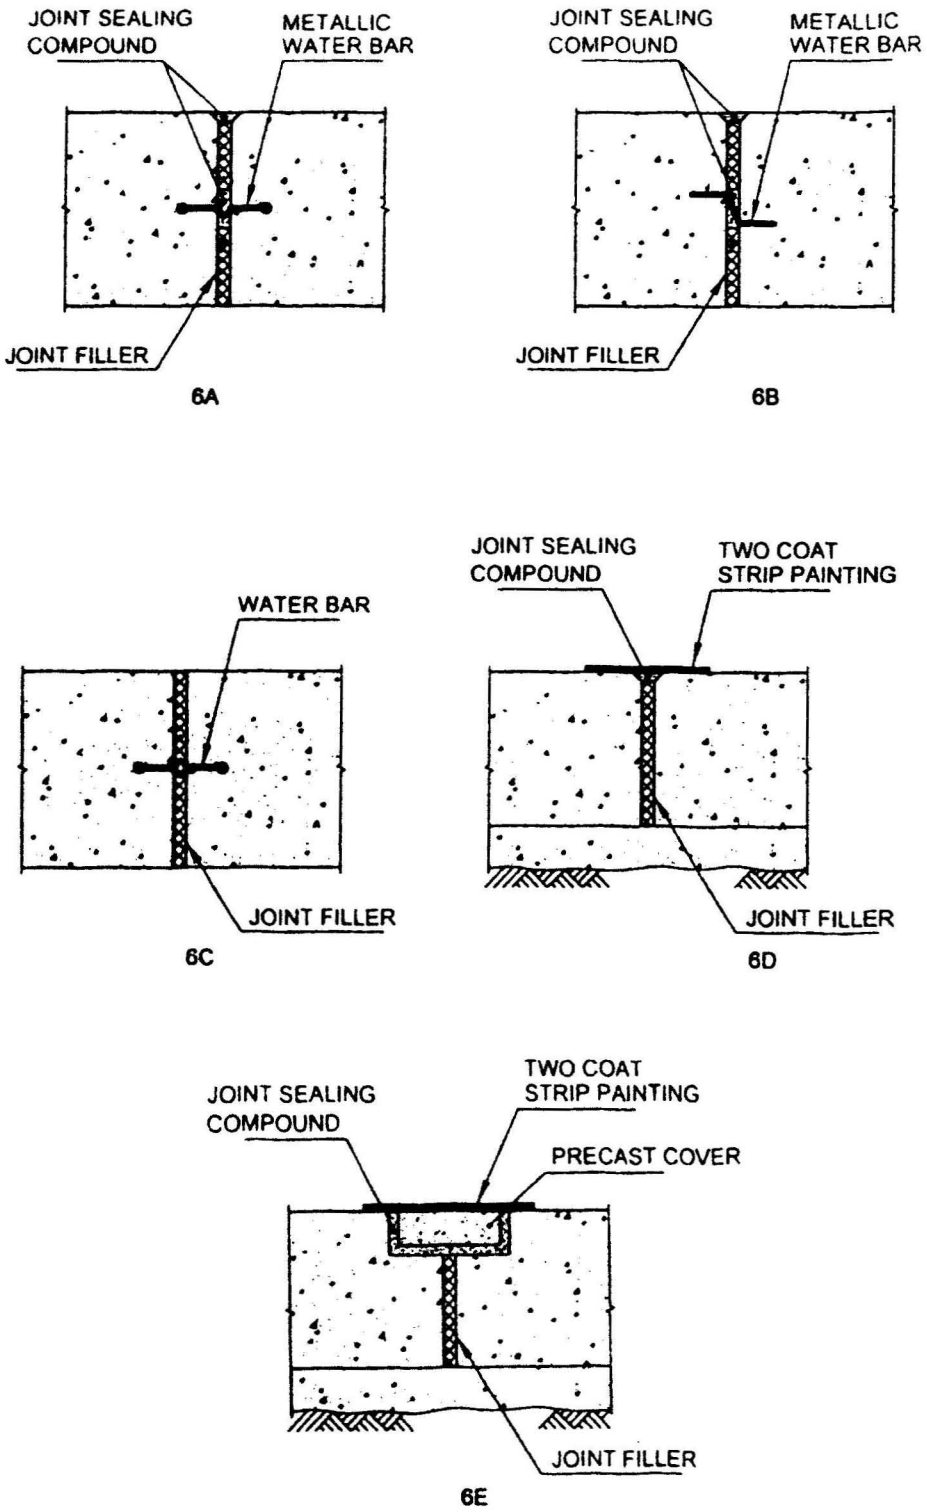 JOINT SEALING
COMPOUND
METALLIC
WATER BAR
JOINT FILLER
6A
JOINT SEALING
COMPOUND
METALLIC
WATER BAR
JOINT FILLER
6B
WATER BAR
JOINT FILLER
6C
JOINT SEALING
COMPOUND
TWO COAT
STRIP PAINTING
JOINT FILLER
6D
JOINT SEALING
COMPOUND
TWO COAT
STRIP PAINTING
PRECAST COVER
JOINT FILLER
6E